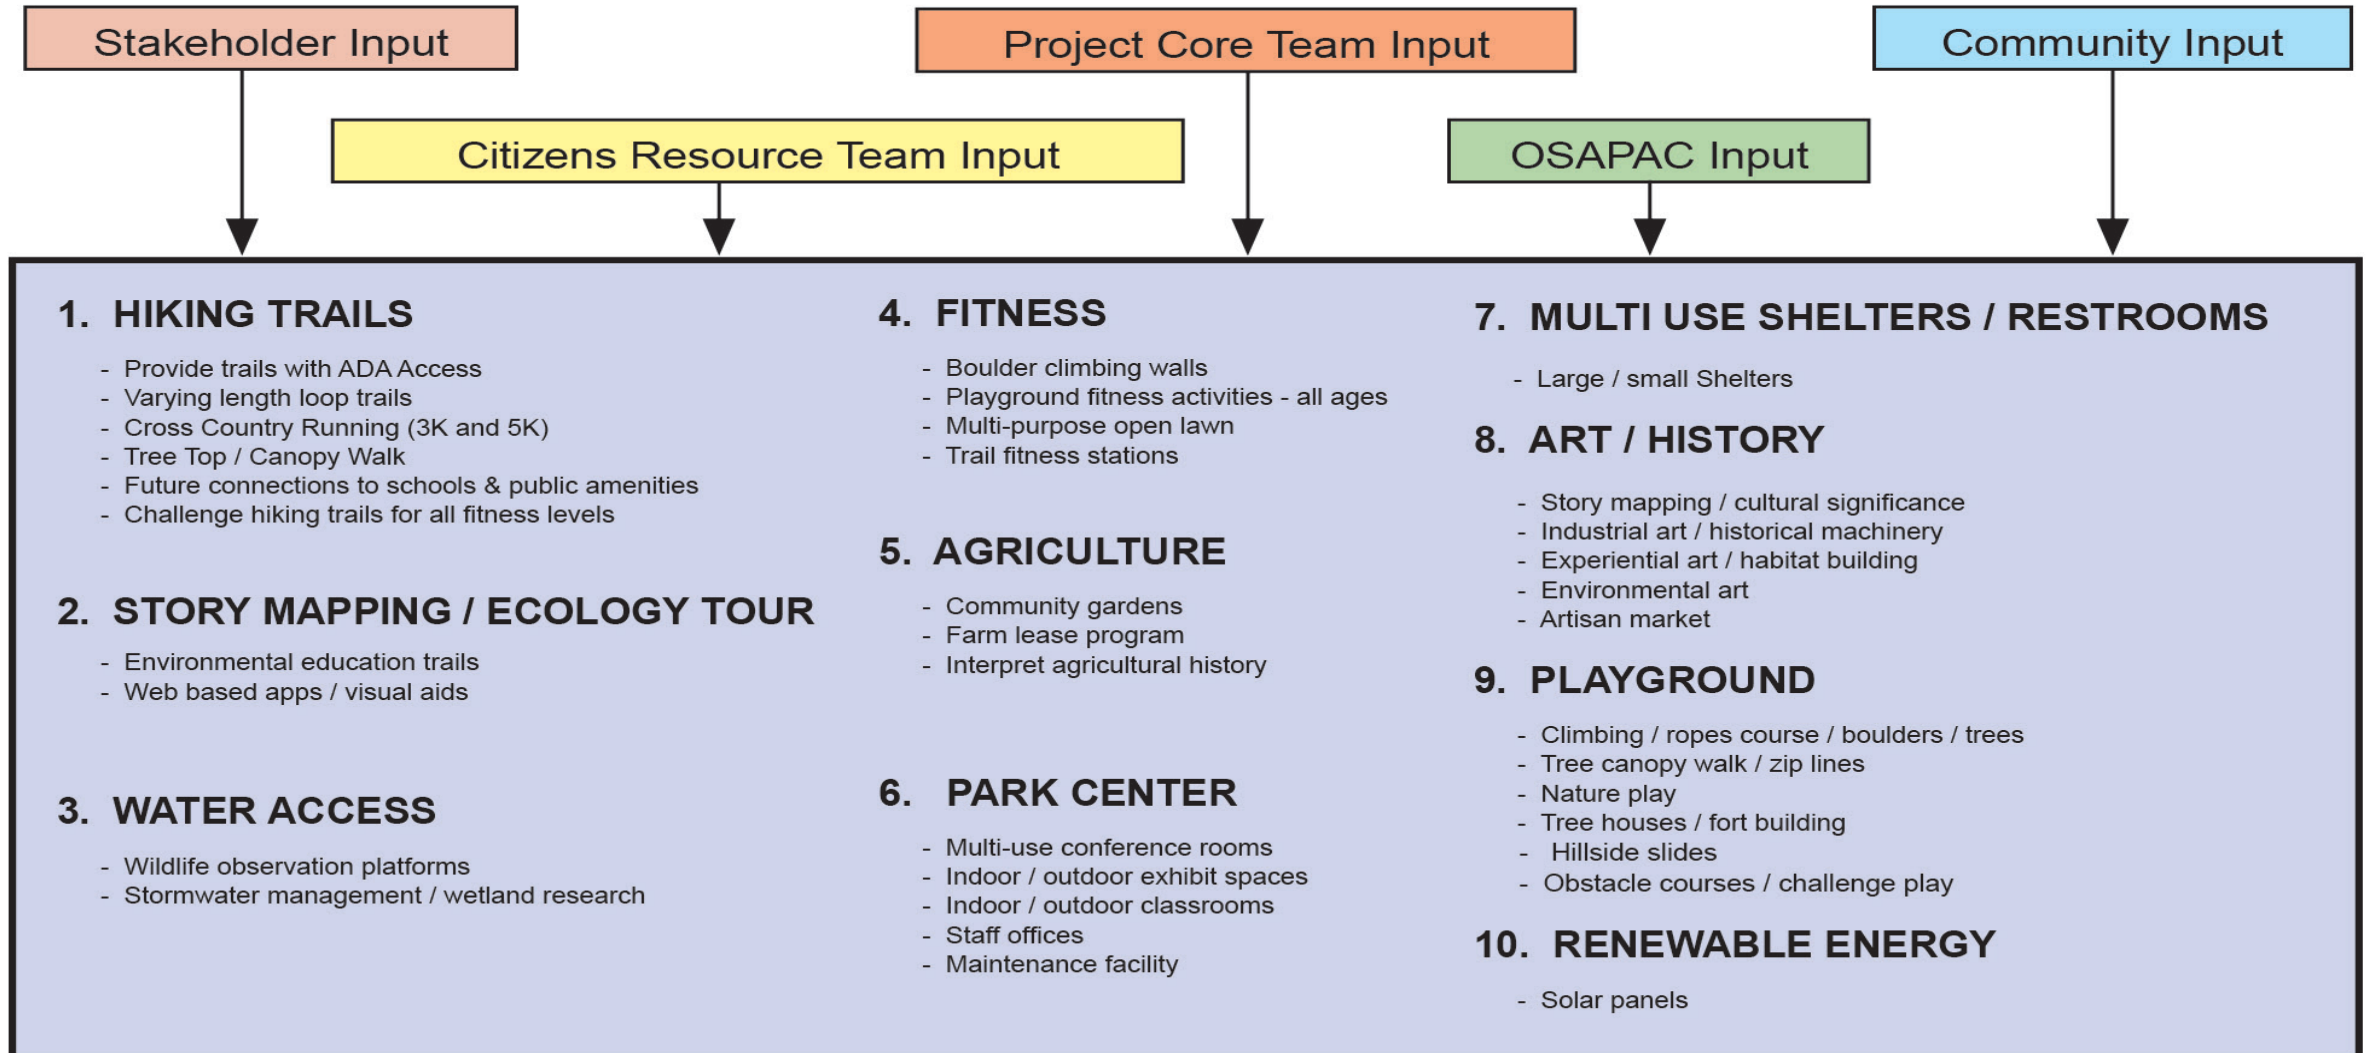 Stakeholder Input
Project Core Team Input
Community Input
Citizens Resource Team Input
OSAPAC Input
1. HIKING TRAILS
- Provide trails with ADA Access
- Varying length loop trails
- Cross Country Running (3K and 5K)
- Tree Top / Canopy Walk
- Future connections to schools & public amenities
- Challenge hiking trails for all fitness levels
2. STORY MAPPING / ECOLOGY TOUR
- Environmental education trails
- Web based apps / visual aids
3. WATER ACCESS
- Wildlife observation platforms
- Stormwater management / wetland research
4. FITNESS
- Boulder climbing walls
- Playground fitness activities - all ages
- Multi-purpose open lawn
- Trail fitness stations
5. AGRICULTURE
- Community gardens
- Farm lease program
- Interpret agricultural history
6. PARK CENTER
- Multi-use conference rooms
- Indoor / outdoor exhibit spaces
- Indoor / outdoor classrooms
- Staff offices
- Maintenance facility
7. MULTI USE SHELTERS / RESTROOMS
- Large / small Shelters
8. ART / HISTORY
- Story mapping / cultural significance
- Industrial art / historical machinery
- Experiential art / habitat building
- Environmental art
- Artisan market
9. PLAYGROUND
- Climbing / ropes course / boulders / trees
- Tree canopy walk / zip lines
- Nature play
- Tree houses / fort building
- Hillside slides
- Obstacle courses / challenge play
10. RENEWABLE ENERGY
- Solar panels